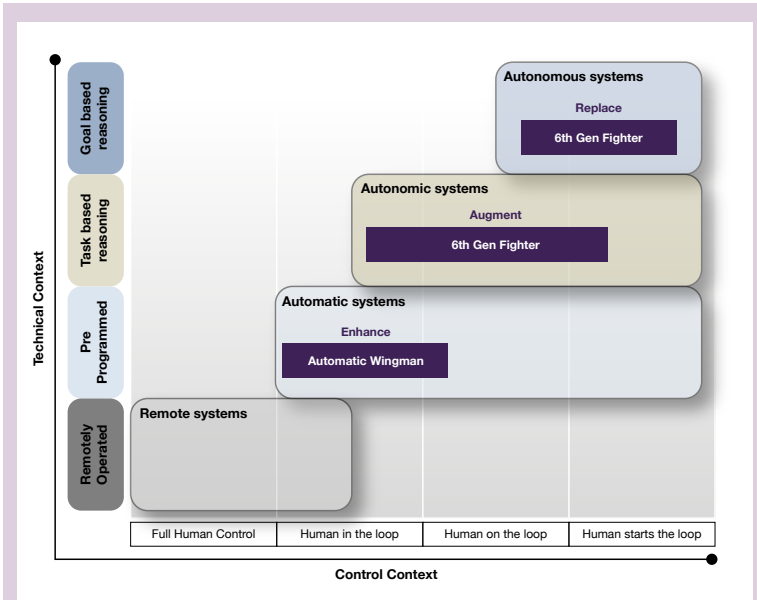 Technical Context
Goal based
reasoning
Task based
reasoning
Pre
Programmed
Remotely
Operated
Autonomous systems
Replace
6th Gen Fighter
Autonomic systems
Augment
6th Gen Fighter
Automatic systems
Enhance
Automatic Wingman
Remote systems
Full Human Control
Human in the loop
Human on the loop
Human starts the loop
Control Context